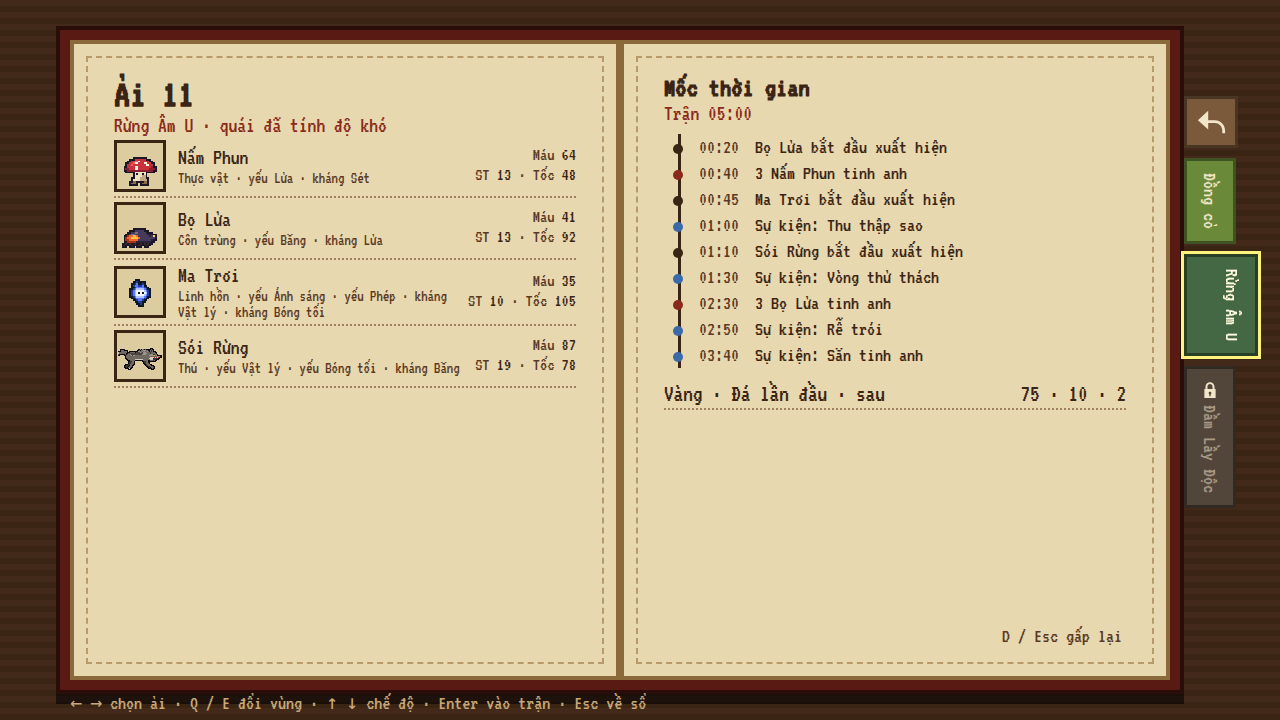 Ải 11
Rừng Âm U · quái đã tính độ khó
Nấm Phun
Thực vật · yếu Lửa · kháng Sét
Máu 64
ST 13 · Tốc 48
Bọ Lửa
Côn trùng · yếu Băng · kháng Lửa
Máu 41
ST 13 · Tốc 92
Ma Trơi
Linh hồn · yếu Ánh sáng · yếu Phép · kháng
Vật lý · kháng Bóng tối
Máu 35
ST 10 · Tốc 105
Sói Rừng
Thú · yếu Vật lý · yếu Bóng tối · kháng Băng
Máu 87
ST 19 · Tốc 78
Mốc thời gian
Trận 05:00
00:20 Bọ Lửa bắt đầu xuất hiện
00:40 3 Nấm Phun tinh anh
00:45 Ma Trơi bắt đầu xuất hiện
01:00 Sự kiện: Thu thập sao
01:10 Sói Rừng bắt đầu xuất hiện
01:30 Sự kiện: Vòng thử thách
02:30 3 Bọ Lửa tinh anh
02:50 Sự kiện: Rễ trói
03:40 Sự kiện: Săn tinh anh
Vàng · Đá lần đầu · sau 75 · 10 · 2
D / Esc gấp lại
Đồng cỏ
Rừng Âm U
Đầm Lầy Độc
← → chọn ải · Q / E đổi vùng · ↑ ↓ chế độ · Enter vào trận · Esc về sổ